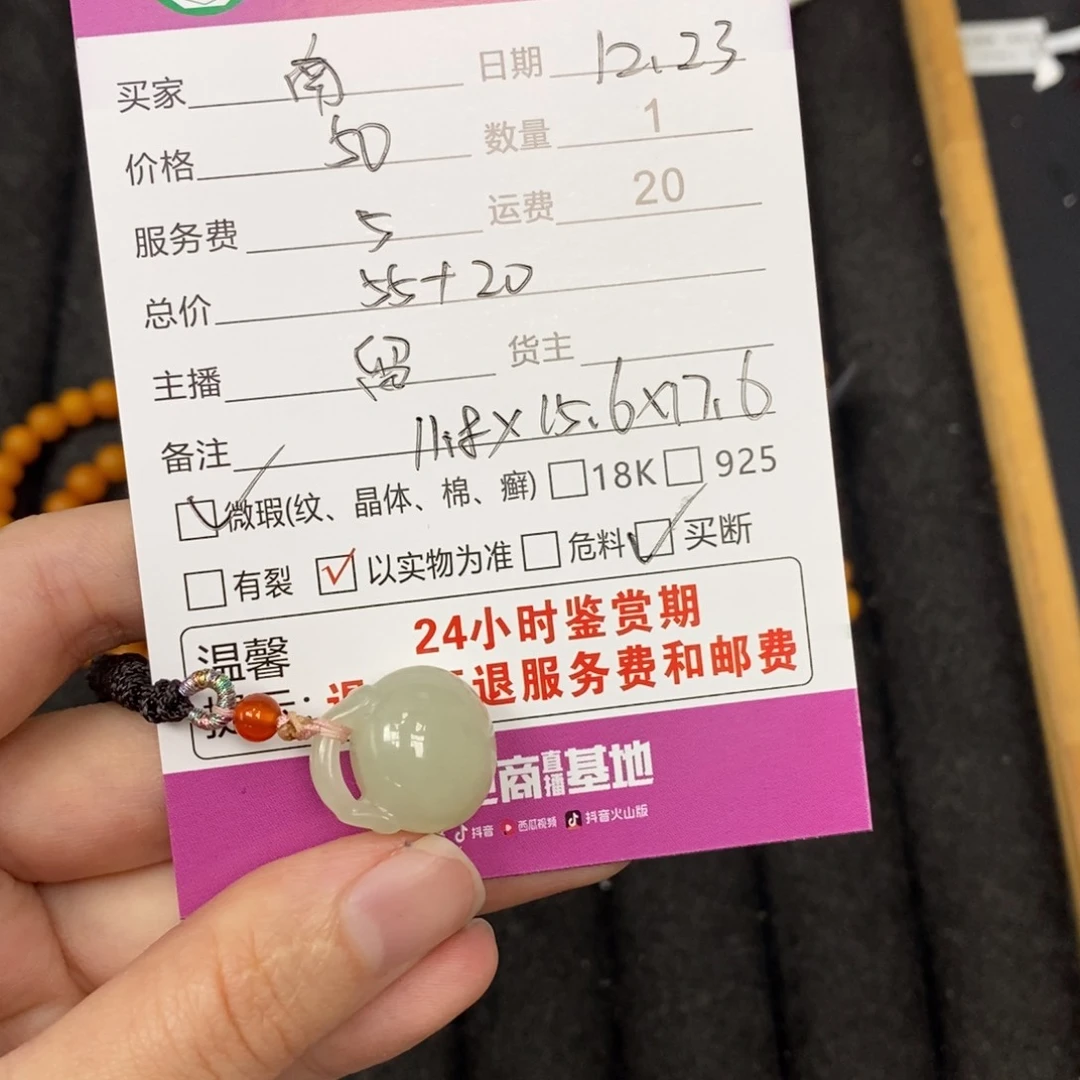 买家 南 日期 12.23
价格 50 数量 1
服务费 5 运费 20
总价 55+20
主播 留 货主
备注 11.8×15.6×17.6
微瑕(纹、晶体、棉、癣) 18K 925
有裂 以实物为准 危料 买断
温馨
24小时鉴赏期
退服务费和邮费
商直播基地
抖音 西瓜视频 抖音火山版